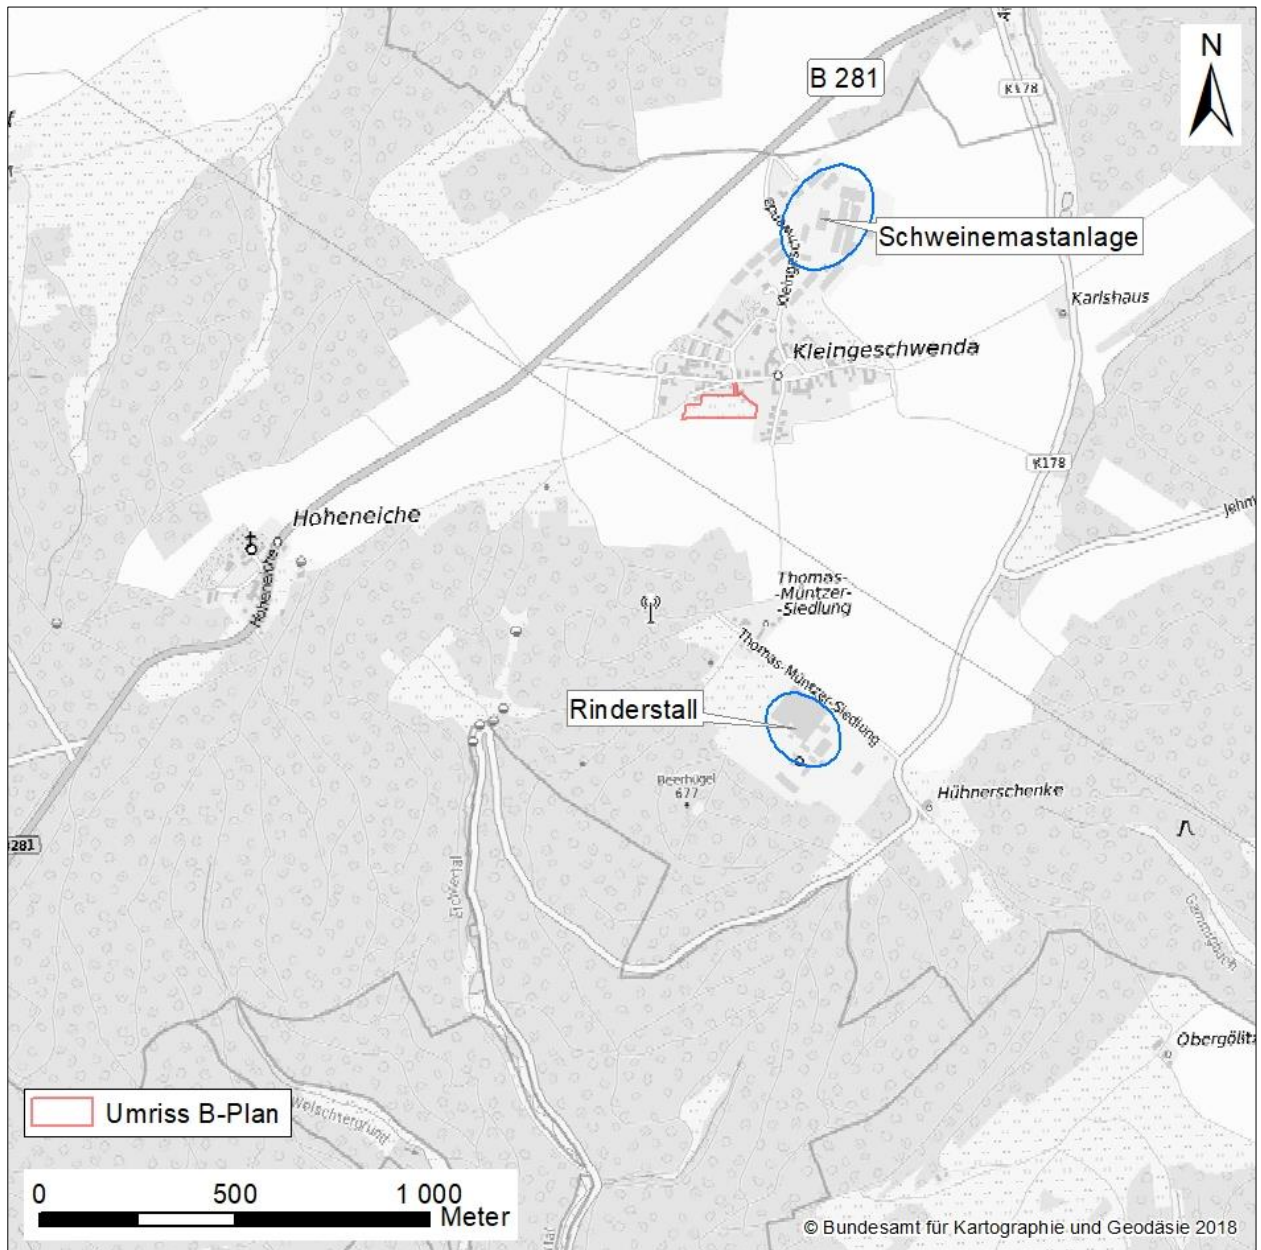 N
B 281
K178
Kleingeschwenda
Schweinemastanlage
Karlshaus
Kleingeschwenda
K178
Hoheneiche
Hoheneiche
Thomas-
-Müntzer-
-Siedlung
Thomas-Müntzer-Siedlung
Rinderstall
Beerhügel
677
Hühnerschenke
281
Umriss B-Plan
0 500 1 000
Meter
© Bundesamt für Kartographie und Geodäsie 2018